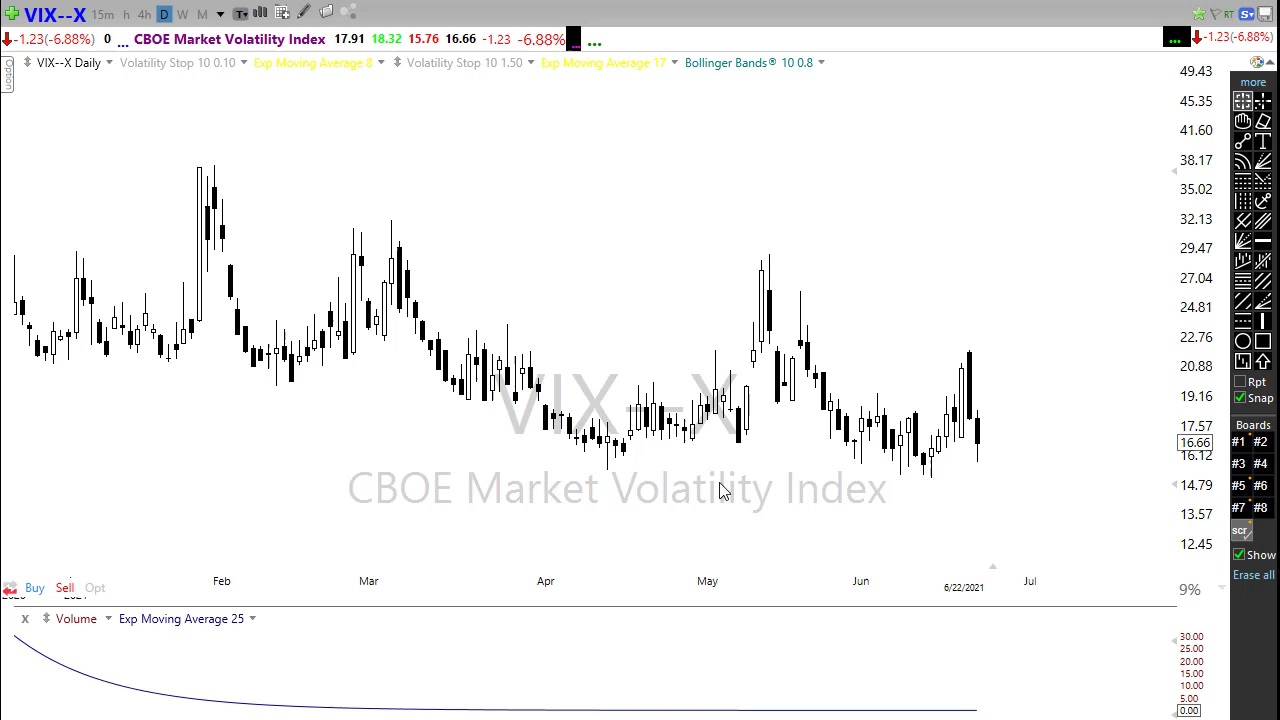 VIX--X 15m h 4h D W M T RT S
-1.23(-6.88%) 0 ... CBOE Market Volatility Index 17.91 18.32 15.76 16.66 -1.23 -6.88% ... ... ... -1.23(-6.88%)
Option
VIX--X Daily Volatility Stop 10 0.10 Exp Moving Average 8 Volatility Stop 10 1.50 Exp Moving Average 17 Bollinger Bands® 10 0.8
49.43
45.35
41.60
38.17
35.02
32.13
29.47
27.04
24.81
22.76
20.88
19.16
17.57
16.66
16.12
14.79
13.57
12.45
more
T
Rpt
Snap
Boards
#1 #2
#3 #4
#5 #6
#7 #8
scr
Show
Erase all
VIX--X
CBOE Market Volatility Index
Feb Mar Apr May Jun Jul
6/22/2021
Buy Sell Opt
9%
X Volume Exp Moving Average 25
30.00
25.00
20.00
15.00
10.00
5.00
0.00